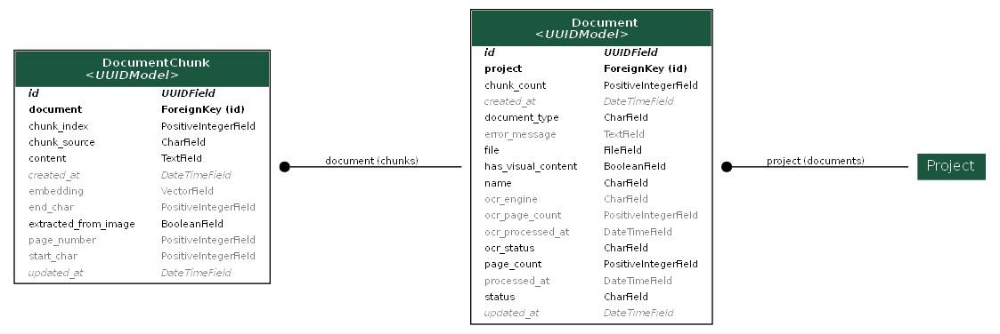 DocumentChunk
<UUIDModel>
id UUIDField
document ForeignKey (id)
chunk_index PositiveIntegerField
chunk_source CharField
content TextField
created_at DateTimeField
embedding VectorField
end_char PositiveIntegerField
extracted_from_image BooleanField
page_number PositiveIntegerField
start_char PositiveIntegerField
updated_at DateTimeField
document (chunks)
Document
<UUIDModel>
id UUIDField
project ForeignKey (id)
chunk_count PositiveIntegerField
created_at DateTimeField
document_type CharField
error_message TextField
file FileField
has_visual_content BooleanField
name CharField
ocr_engine CharField
ocr_page_count PositiveIntegerField
ocr_processed_at DateTimeField
ocr_status CharField
page_count PositiveIntegerField
processed_at DateTimeField
status CharField
updated_at DateTimeField
project (documents)
Project